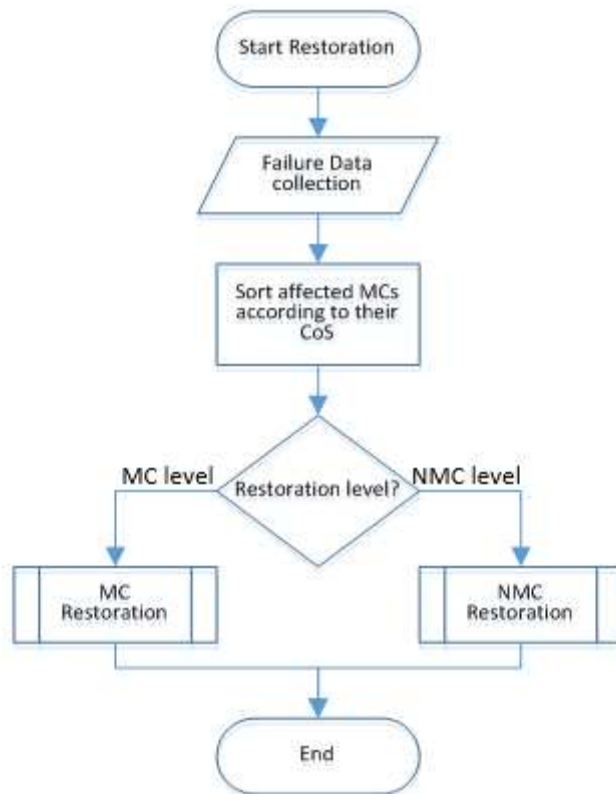 Start Restoration
Failure Data
collection
Sort affected MCs
according to their
CoS
Restoration level?
MC level
NMC level
MC
Restoration
NMC
Restoration
End